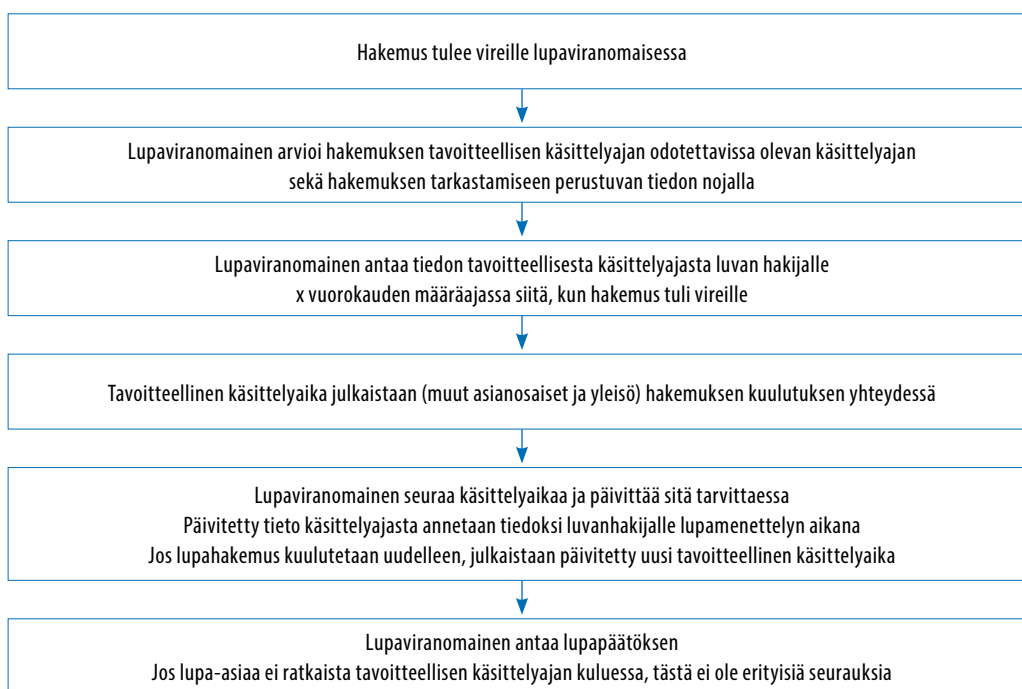 Hakemus tulee vireille lupaviranomaisessa
Lupaviranomainen arvioi hakemuksen tavoitteellisen käsittelyajan odotettavissa olevan käsittelyajan
sekä hakemuksen tarkastamiseen perustuvan tiedon nojalla
Lupaviranomainen antaa tiedon tavoitteellisesta käsittelyajasta luvan hakijalle
x vuorokauden määräajassa siitä, kun hakemus tuli vireille
Tavoitteellinen käsittelyaika julkaistaan (muut asianosaiset ja yleisö) hakemuksen kuulutuksen yhteydessä
Lupaviranomainen seuraa käsittelyaikaa ja päivittää sitä tarvittaessa
Päivitetty tieto käsittelyajasta annetaan tiedoksi luvanhakijalle lupamenettelyn aikana
Jos lupahakemus kuulutetaan uudelleen, julkaistaan päivitetty uusi tavoitteellinen käsittelyaika
Lupaviranomainen antaa lupapäätöksen
Jos lupa-asiaa ei ratkaista tavoitteellisen käsittelyajan kuluessa, tästä ei ole erityisiä seurauksia